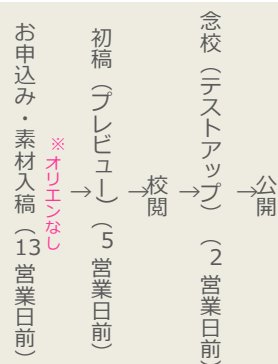 お申込み・素材入稿（13営業日前）
※オリエンなし
→
初稿（プレビュー）（5営業日前）
→
校閲
→
念校（テストアップ）（2営業日前）
→
公開